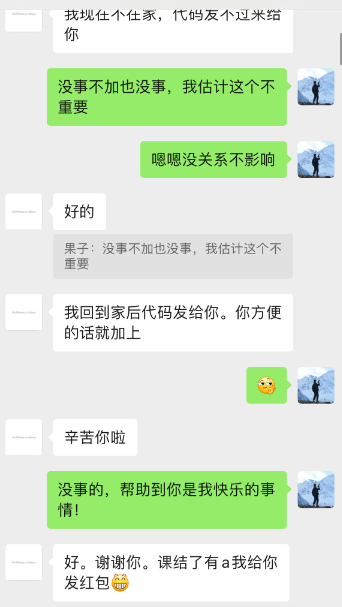 我现在不在家，代码发不过来给
你
没事不加也没事，我估计这个不
重要
嗯嗯没关系不影响
好的
果子：没事不加也没事，我估计这个不
重要
我回到家后代码发给你。你方便
的话就加上
辛苦你啦
没事的，帮助到你是我快乐的事
情！
好。谢谢你。课结了有a我给你
发红包